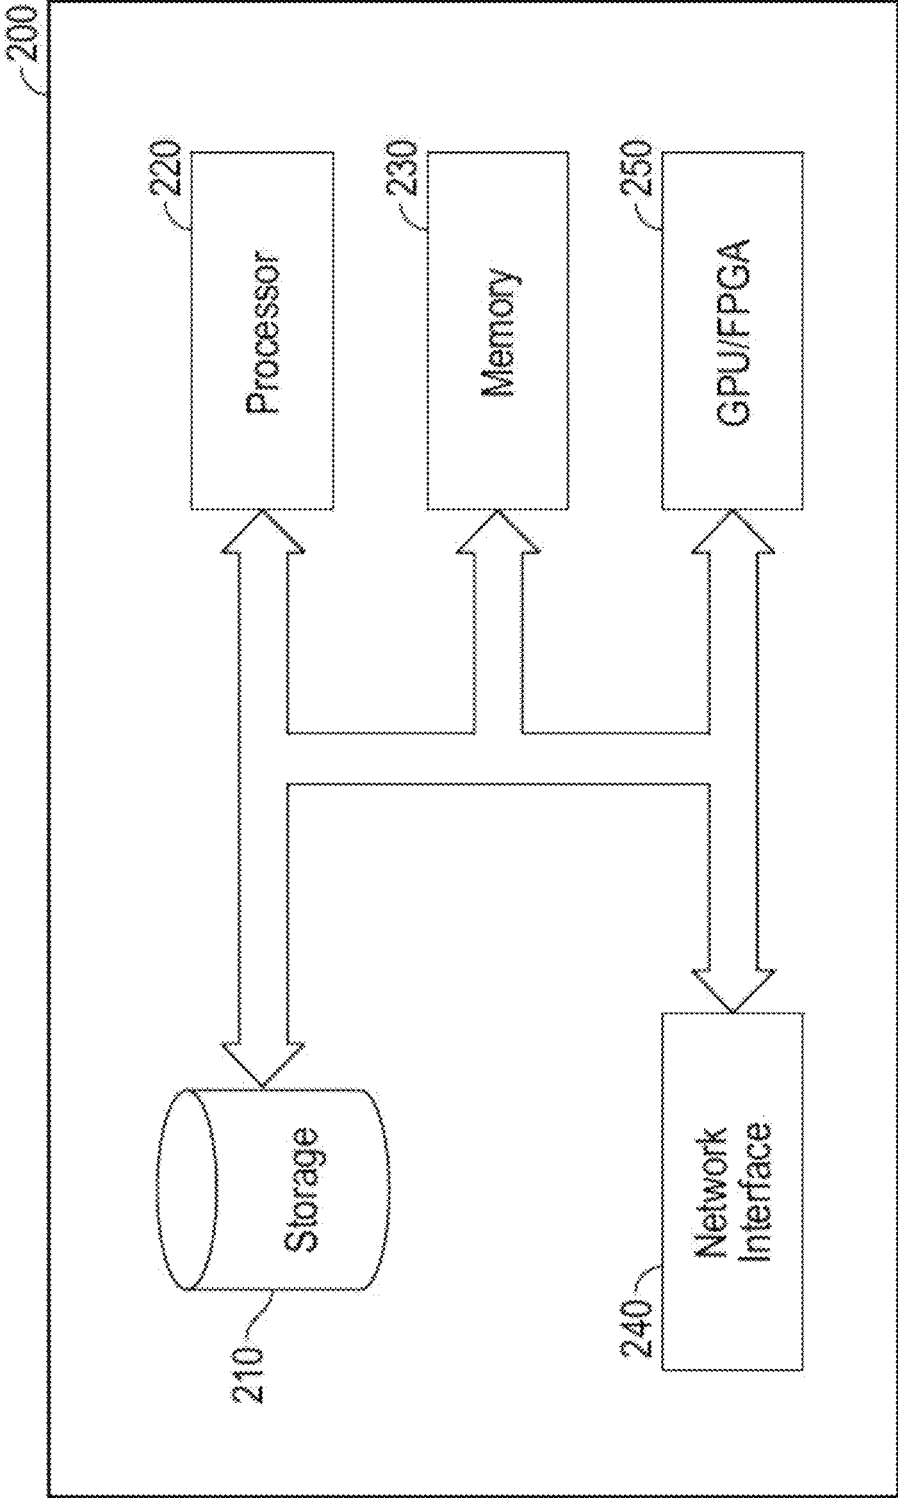 200
210
Storage
220
Processor
230
Memory
240
Network
Interface
250
GPU/FPGA